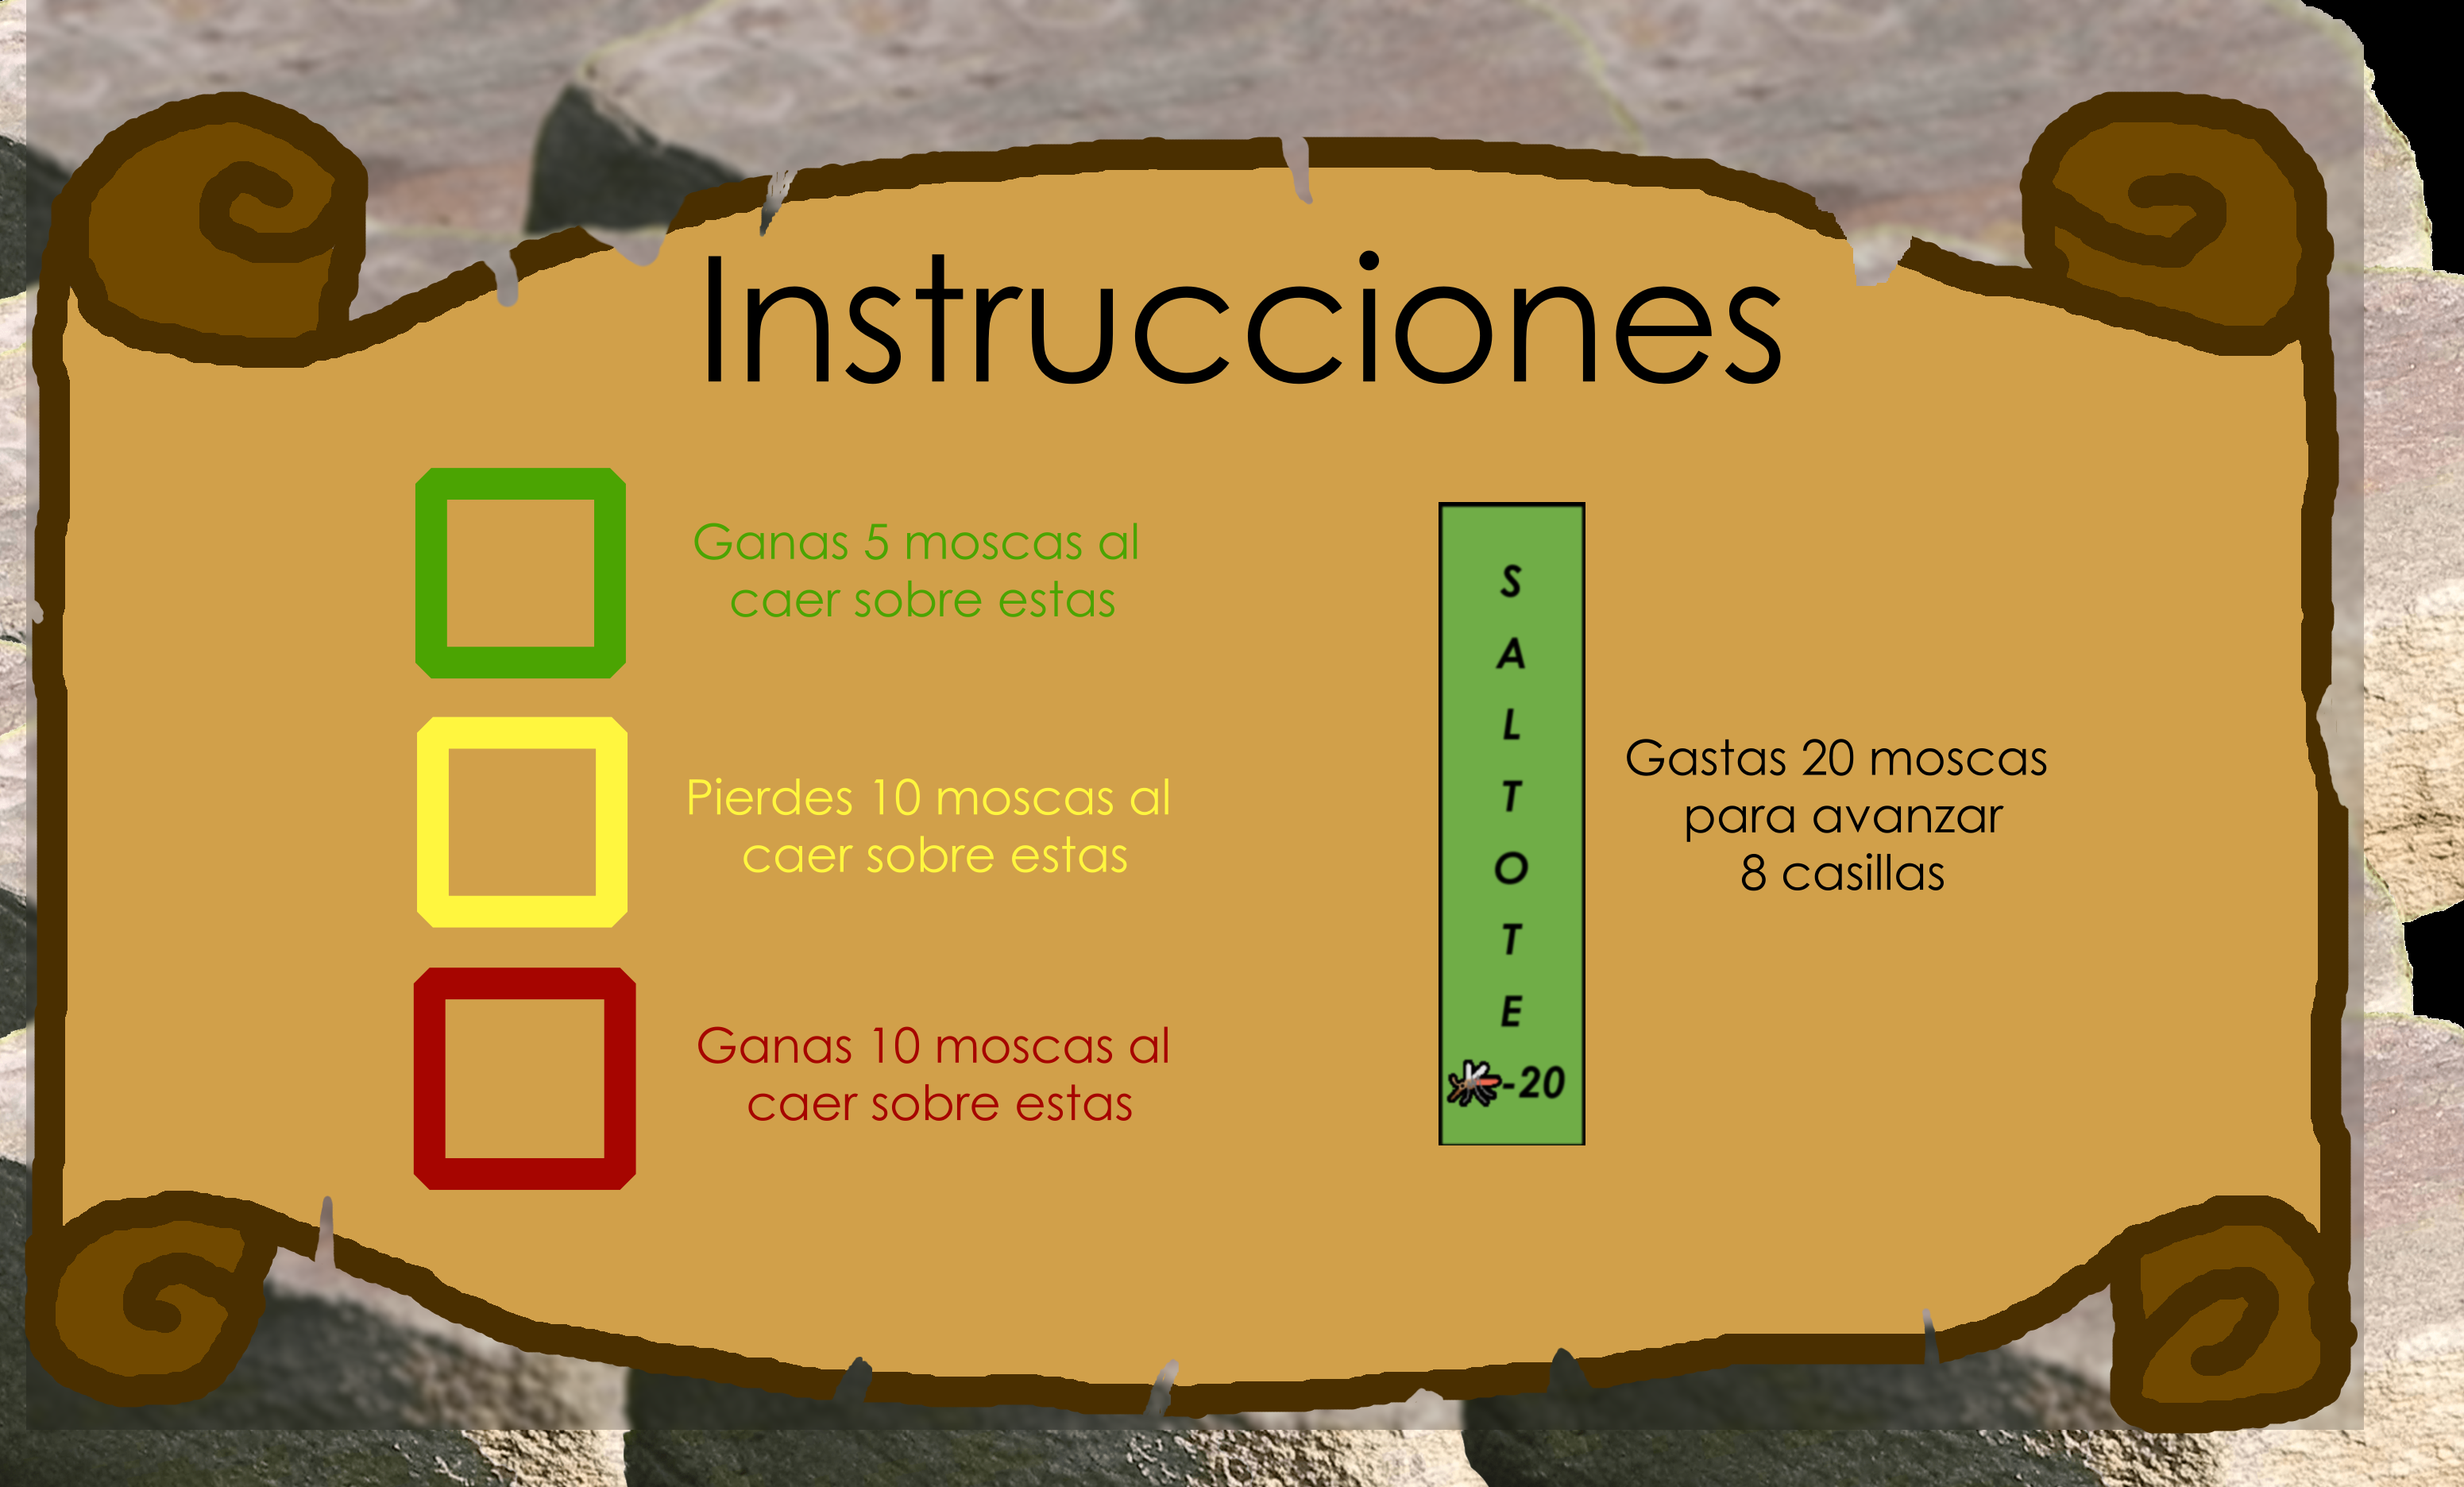 Instrucciones
Ganas 5 moscas al
caer sobre estas
Pierdes 10 moscas al
caer sobre estas
Ganas 10 moscas al
caer sobre estas
S
A
L
T
O
T
E
-20
Gastas 20 moscas
para avanzar
8 casillas